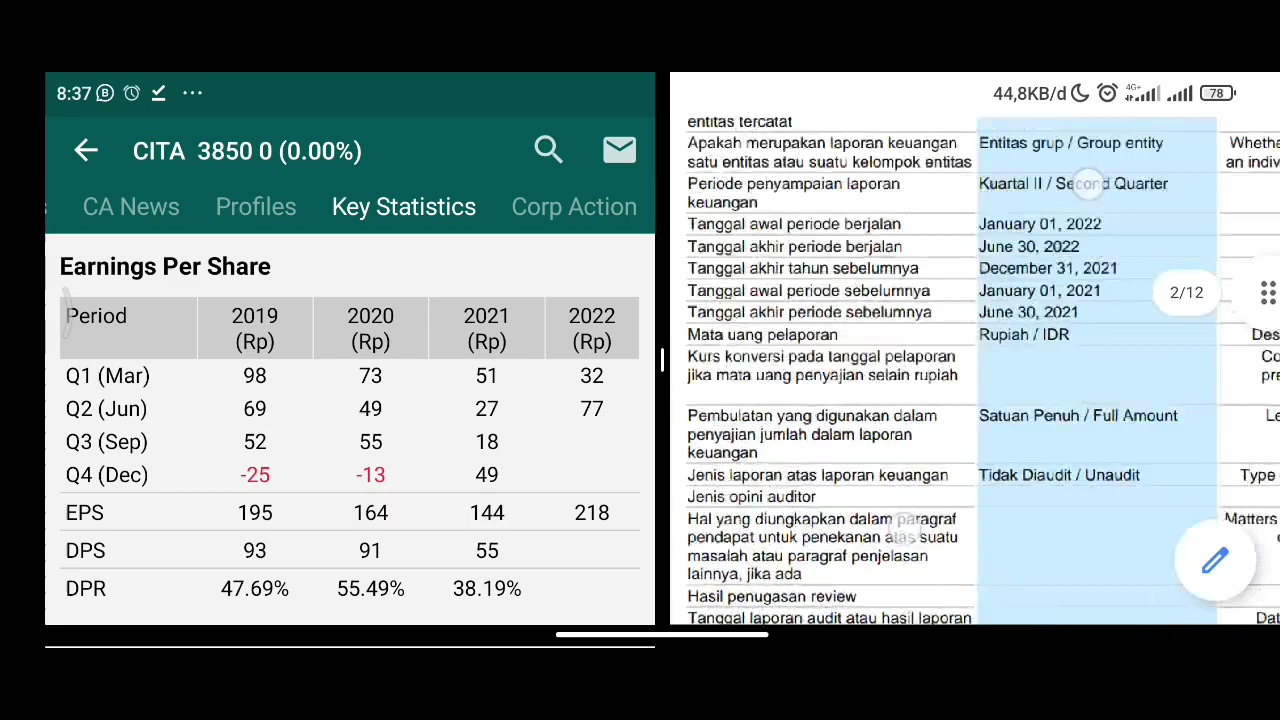 8:37
CITA 3850 0 (0.00%)
CA News Profiles Key Statistics Corp Action
Earnings Per Share
Period 2019 (Rp) 2020 (Rp) 2021 (Rp) 2022 (Rp)
Q1 (Mar) 98 73 51 32
Q2 (Jun) 69 49 27 77
Q3 (Sep) 52 55 18
Q4 (Dec) -25 -13 49
EPS 195 164 144 218
DPS 93 91 55
DPR 47.69% 55.49% 38.19%
44,8KB/d 4G+ 78
entitas tercatat
Apakah merupakan laporan keuangan Entitas grup / Group entity Whethe
satu entitas atau suatu kelompok entitas an indiv
Periode penyampaian laporan Kuartal II / Second Quarter
keuangan
Tanggal awal periode berjalan January 01, 2022
Tanggal akhir periode berjalan June 30, 2022
Tanggal akhir tahun sebelumnya December 31, 2021
Tanggal awal periode sebelumnya January 01, 2021
2/12
Tanggal akhir periode sebelumnya June 30, 2021
Mata uang pelaporan Rupiah / IDR Des
Kurs konversi pada tanggal pelaporan Co
jika mata uang penyajian selain rupiah pre
Pembulatan yang digunakan dalam Satuan Penuh / Full Amount Le
penyajian jumlah dalam laporan
keuangan
Jenis laporan atas laporan keuangan Tidak Diaudit / Unaudit Type
Jenis opini auditor
Hal yang diungkapkan dalam paragraf Matters
pendapat untuk penekanan atas suatu
masalah atau paragraf penjelasan
lainnya, jika ada
Hasil penugasan review
Tanggal laporan audit atau hasil laporan Dat